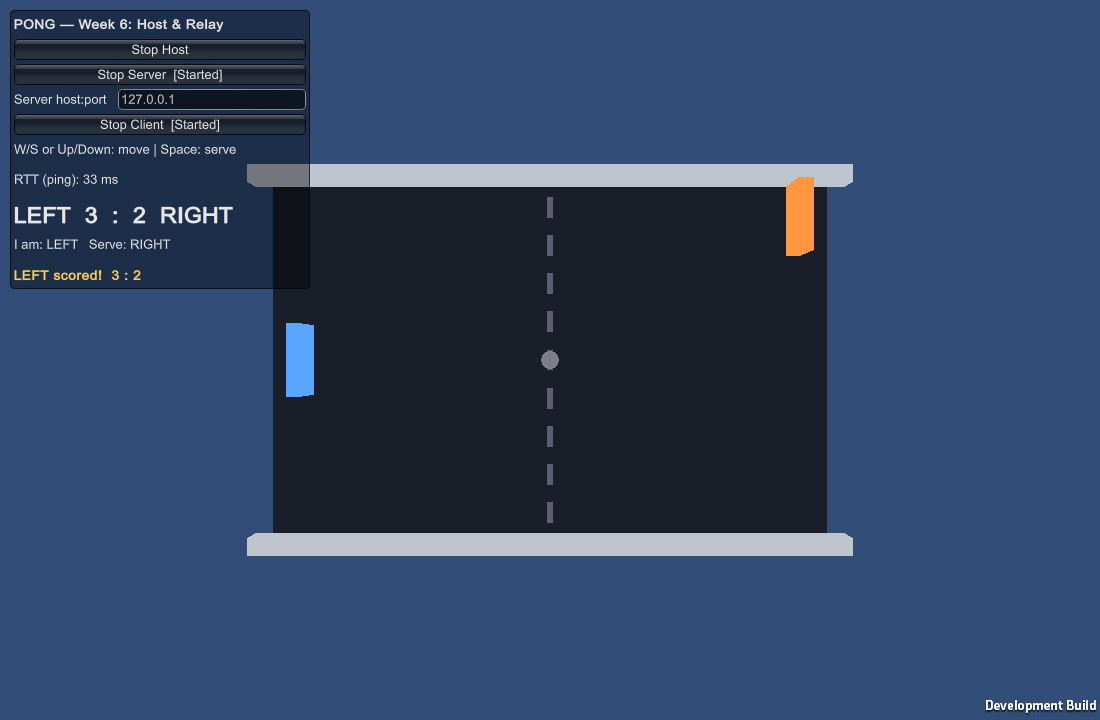 PONG — Week 6: Host & Relay
Stop Host
Stop Server  [Started]
Server host:port 127.0.0.1
Stop Client  [Started]
W/S or Up/Down: move | Space: serve
RTT (ping): 33 ms
LEFT  3  :  2  RIGHT
I am: LEFT   Serve: RIGHT
LEFT scored!  3 : 2
Development Build